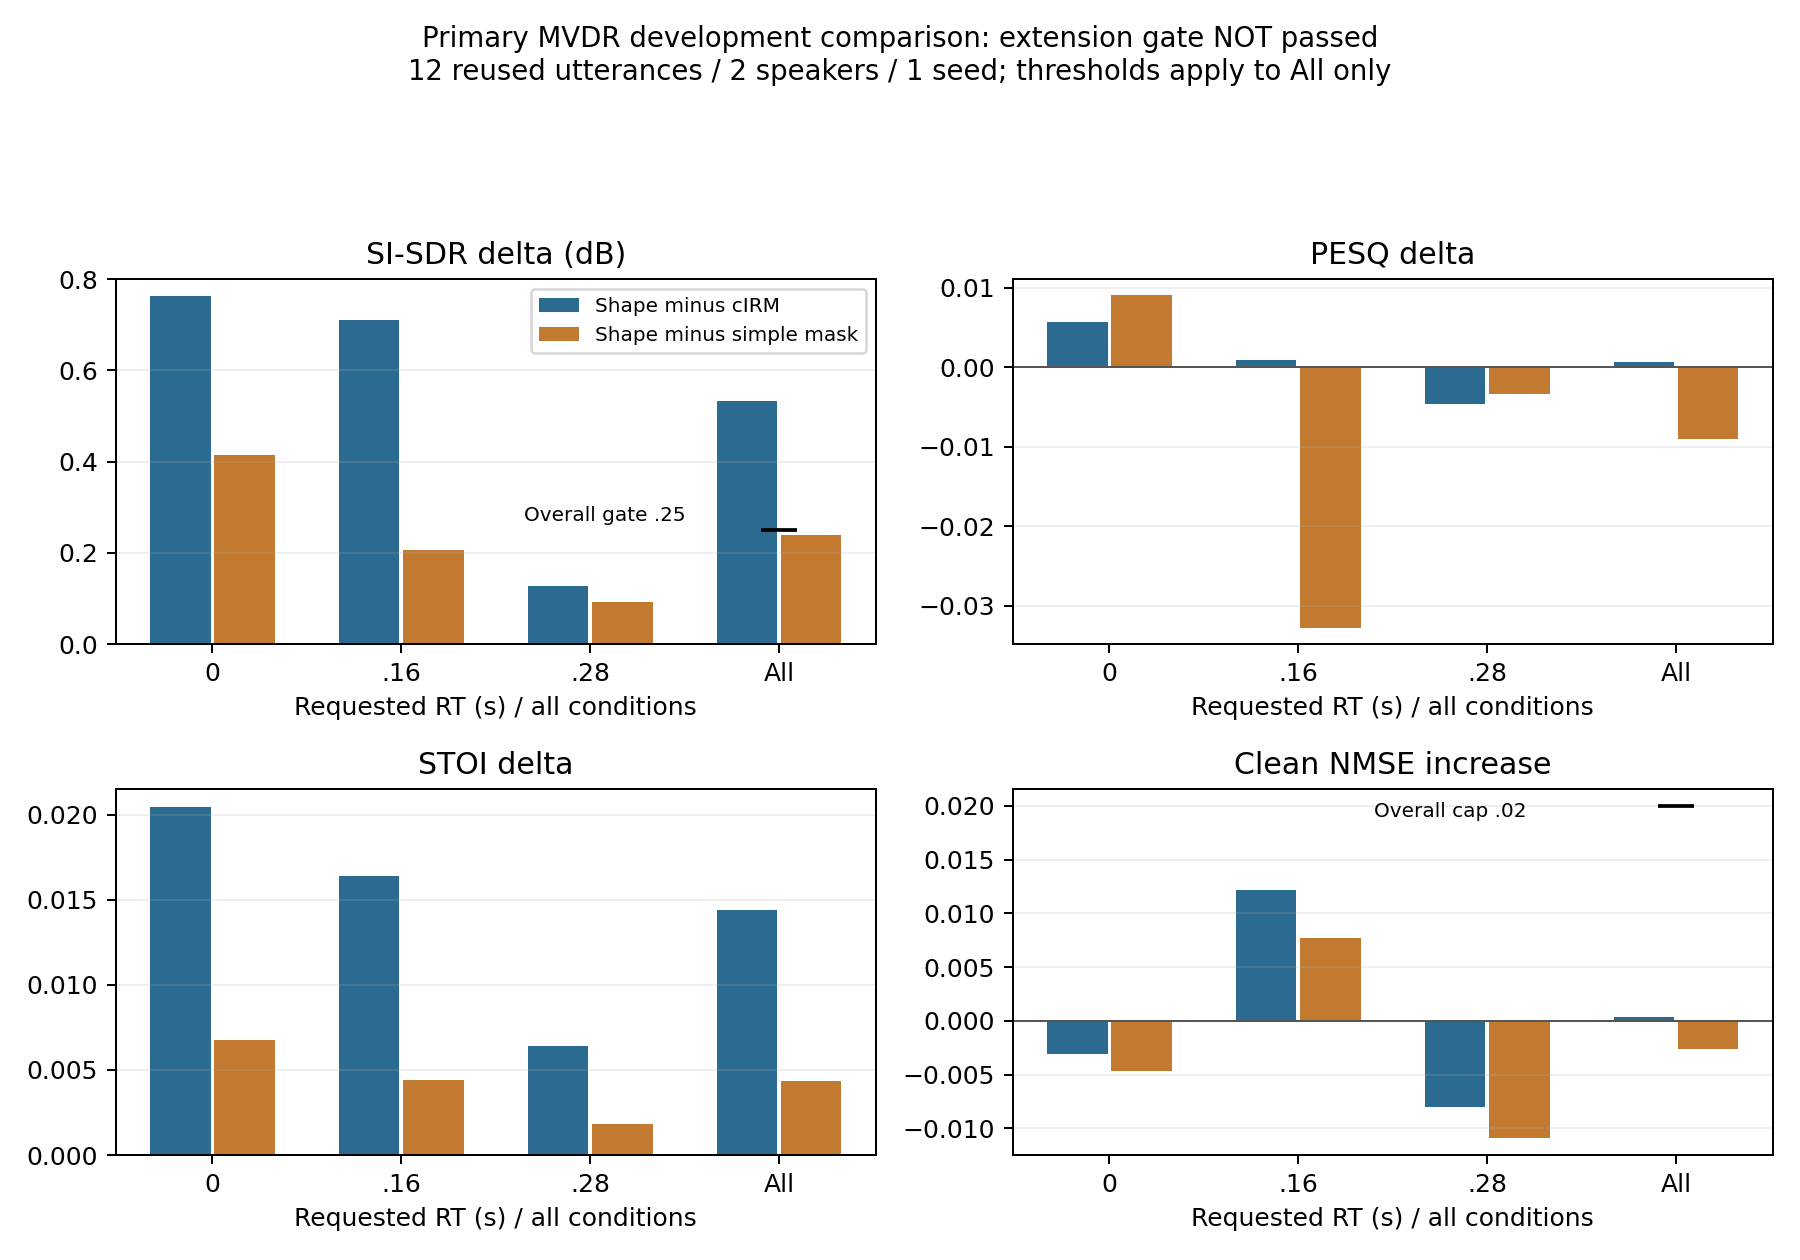 Primary MVDR development comparison: extension gate NOT passed
12 reused utterances / 2 speakers / 1 seed; thresholds apply to All only
SI-SDR delta (dB)
0.8
0.6
0.4
0.2
0.0
Shape minus cIRM
Shape minus simple mask
Overall gate .25
0 .16 .28 All
Requested RT (s) / all conditions
PESQ delta
0.01
0.00
−0.01
−0.02
−0.03
0 .16 .28 All
Requested RT (s) / all conditions
STOI delta
0.020
0.015
0.010
0.005
0.000
0 .16 .28 All
Requested RT (s) / all conditions
Clean NMSE increase
0.020
0.015
0.010
0.005
0.000
−0.005
−0.010
Overall cap .02
0 .16 .28 All
Requested RT (s) / all conditions